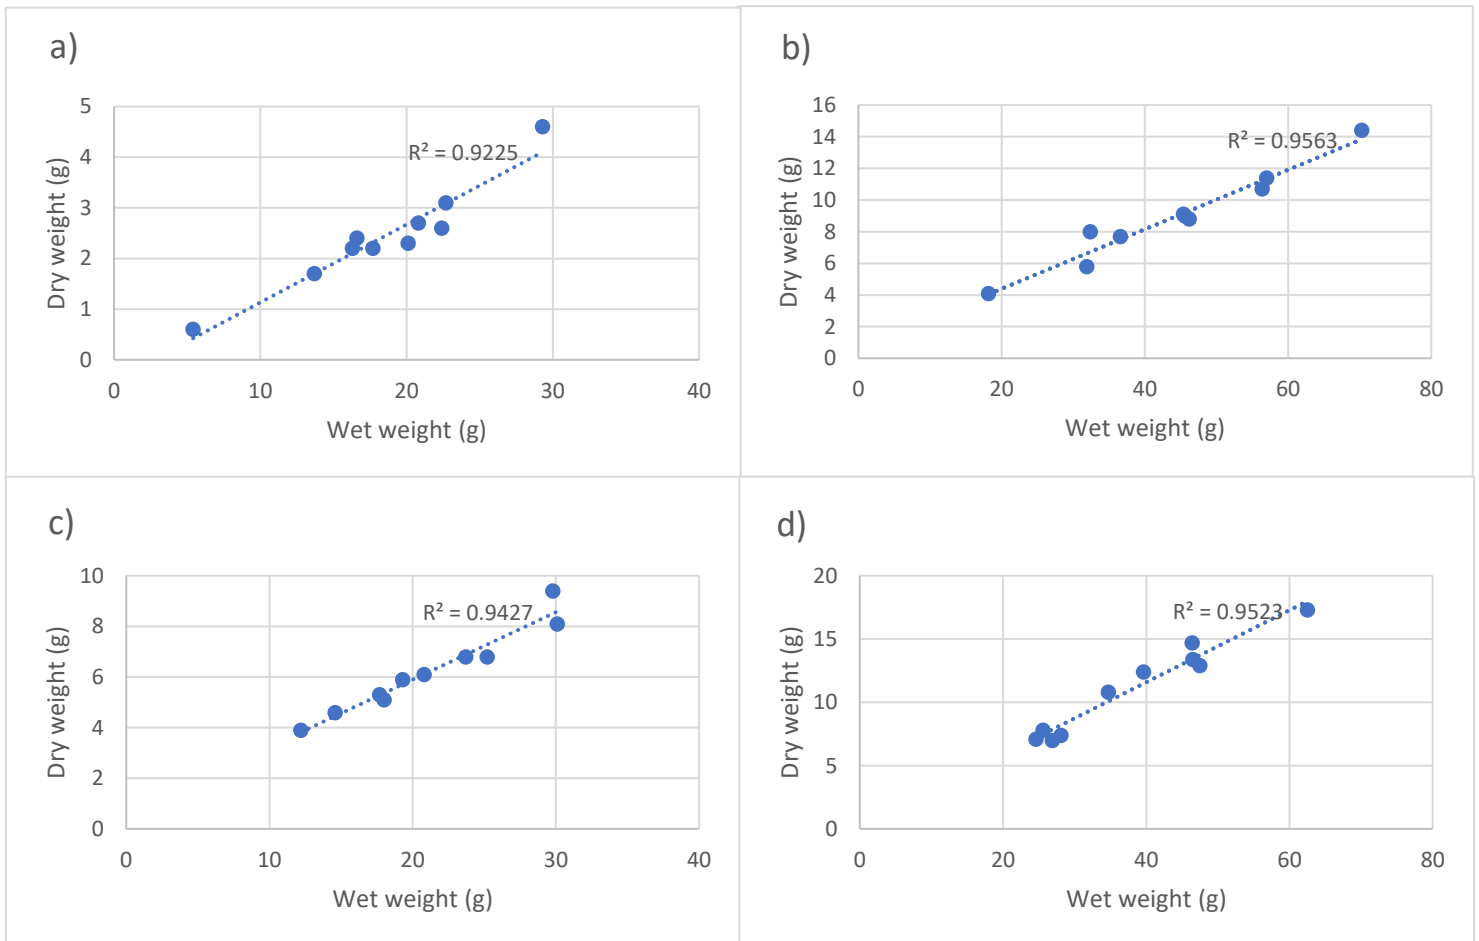 a)
R² = 0.9225
Dry weight (g)
5
4
3
2
1
0
0 10 20 30 40
Wet weight (g)
b)
R² = 0.9563
Dry weight (g)
16
14
12
10
8
6
4
2
0
0 20 40 60 80
Wet weight (g)
c)
R² = 0.9427
Dry weight (g)
10
8
6
4
2
0
0 10 20 30 40
Wet weight (g)
d)
R² = 0.9523
Dry weight (g)
20
15
10
5
0
0 20 40 60 80
Wet weight (g)